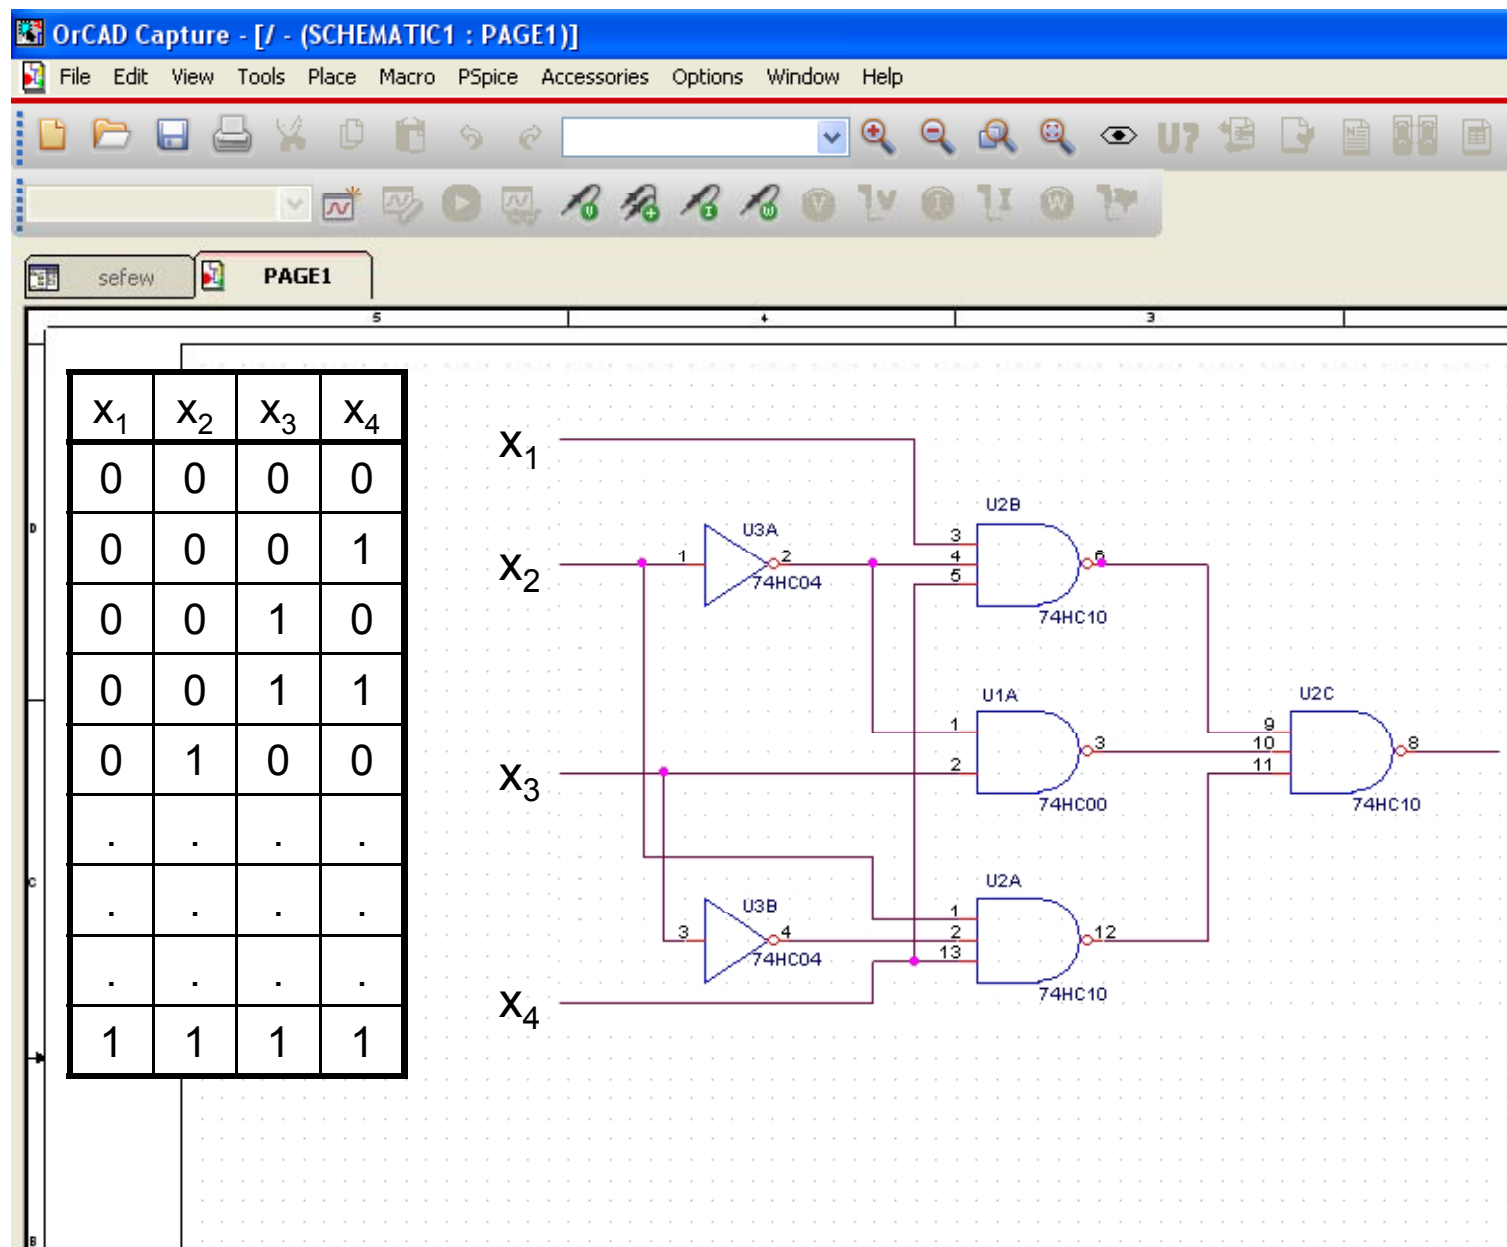 OrCAD Capture - [/ - (SCHEMATIC1 : PAGE1)]
File Edit View Tools Place Macro PSpice Accessories Options Window Help
U?
sefew PAGE1
5 4 3
x1 x2 x3 x4
0 0 0 0
0 0 0 1
0 0 1 0
0 0 1 1
0 1 0 0
. . . .
. . . .
. . . .
1 1 1 1
D
C
B
x1
x2
x3
x4
U3A
1 2
74HC04
U2B
3
4
5
6
74HC10
U1A
1
2
3
74HC00
U2C
9
10
11
8
74HC10
U3B
3 4
74HC04
U2A
1
2
13
12
74HC10